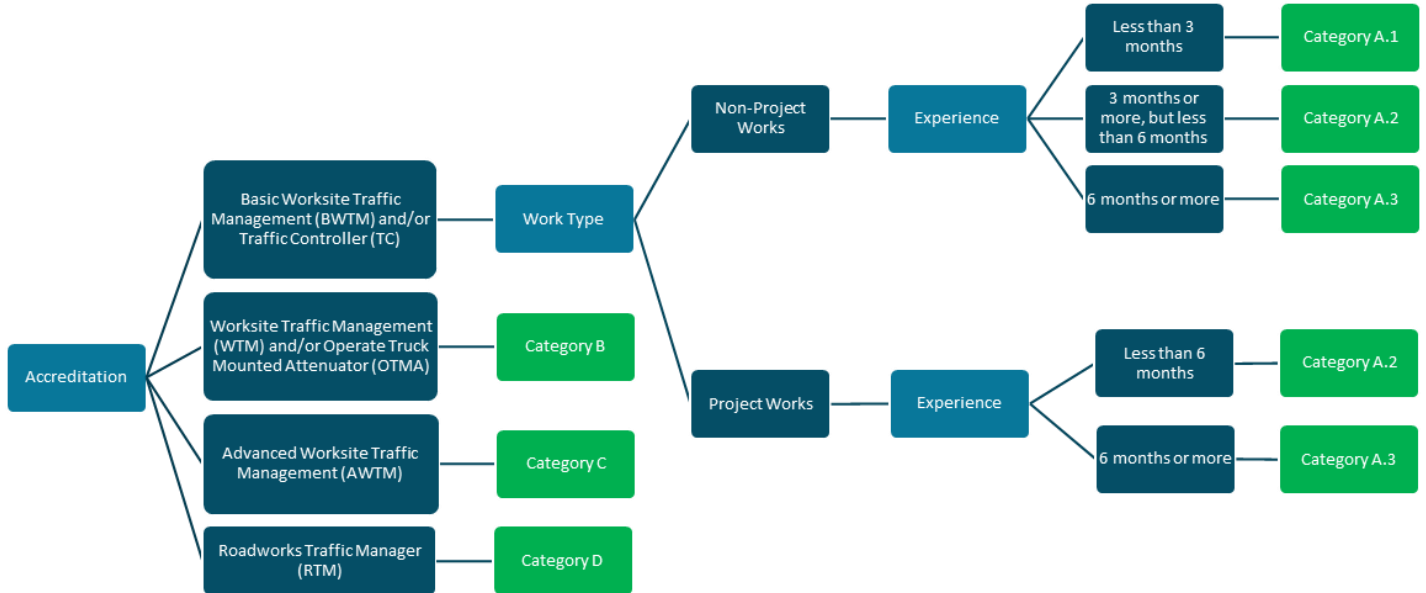 Accreditation
Basic Worksite Traffic
Management (BWTM) and/or
Traffic Controller (TC)
Work Type
Non-Project
Works
Experience
Less than 3
months
Category A.1
3 months or
more, but less
than 6 months
Category A.2
6 months or more
Category A.3
Project Works
Experience
Less than 6
months
Category A.2
6 months or more
Category A.3
Worksite Traffic Management
(WTM) and/or Operate Truck
Mounted Attenuator (OTMA)
Category B
Advanced Worksite Traffic
Management (AWTM)
Category C
Roadworks Traffic Manager
(RTM)
Category D